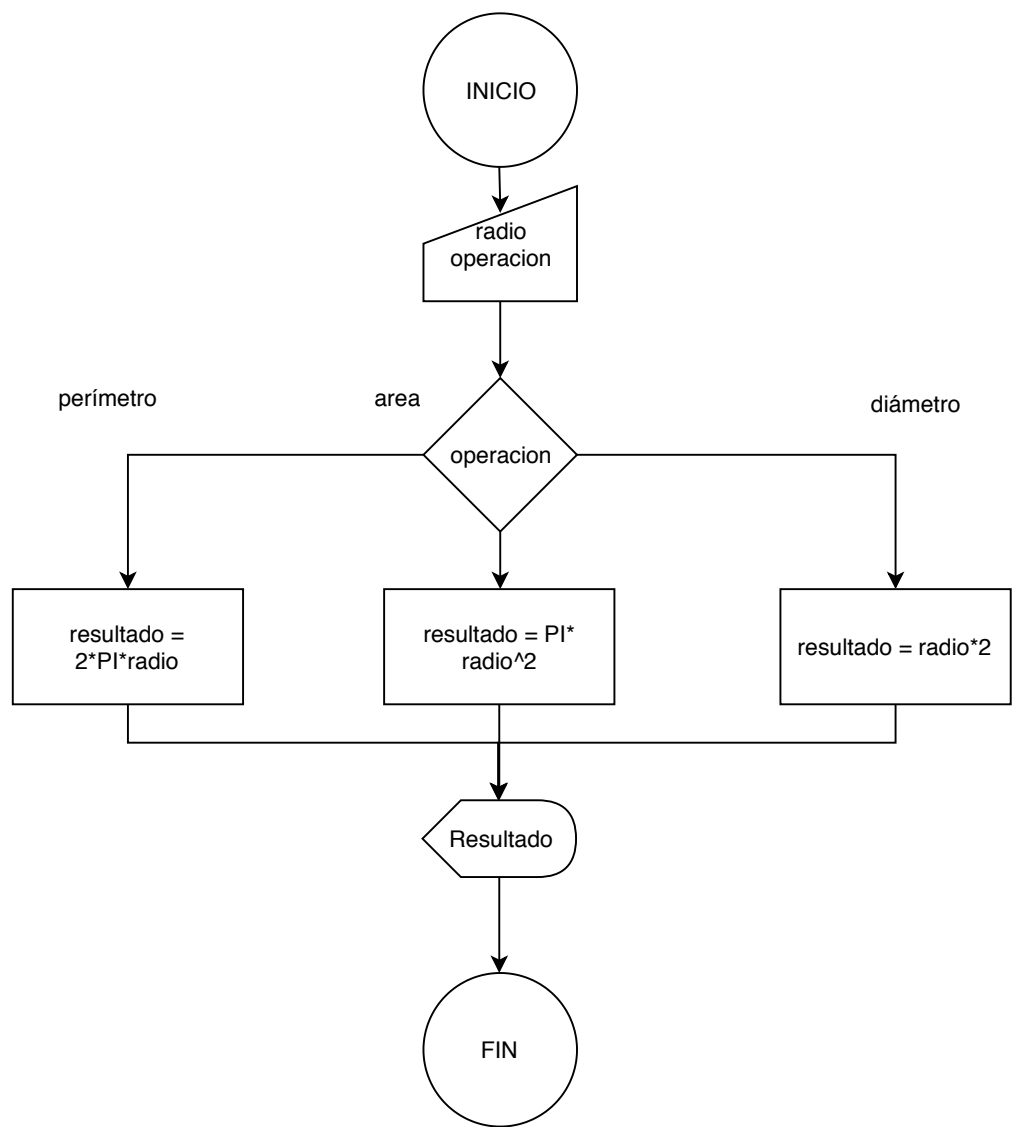 INICIO
radio
operacion
perímetro
area
diámetro
operacion
resultado =
2*PI*radio
resultado = PI*
radio^2
resultado = radio*2
Resultado
FIN